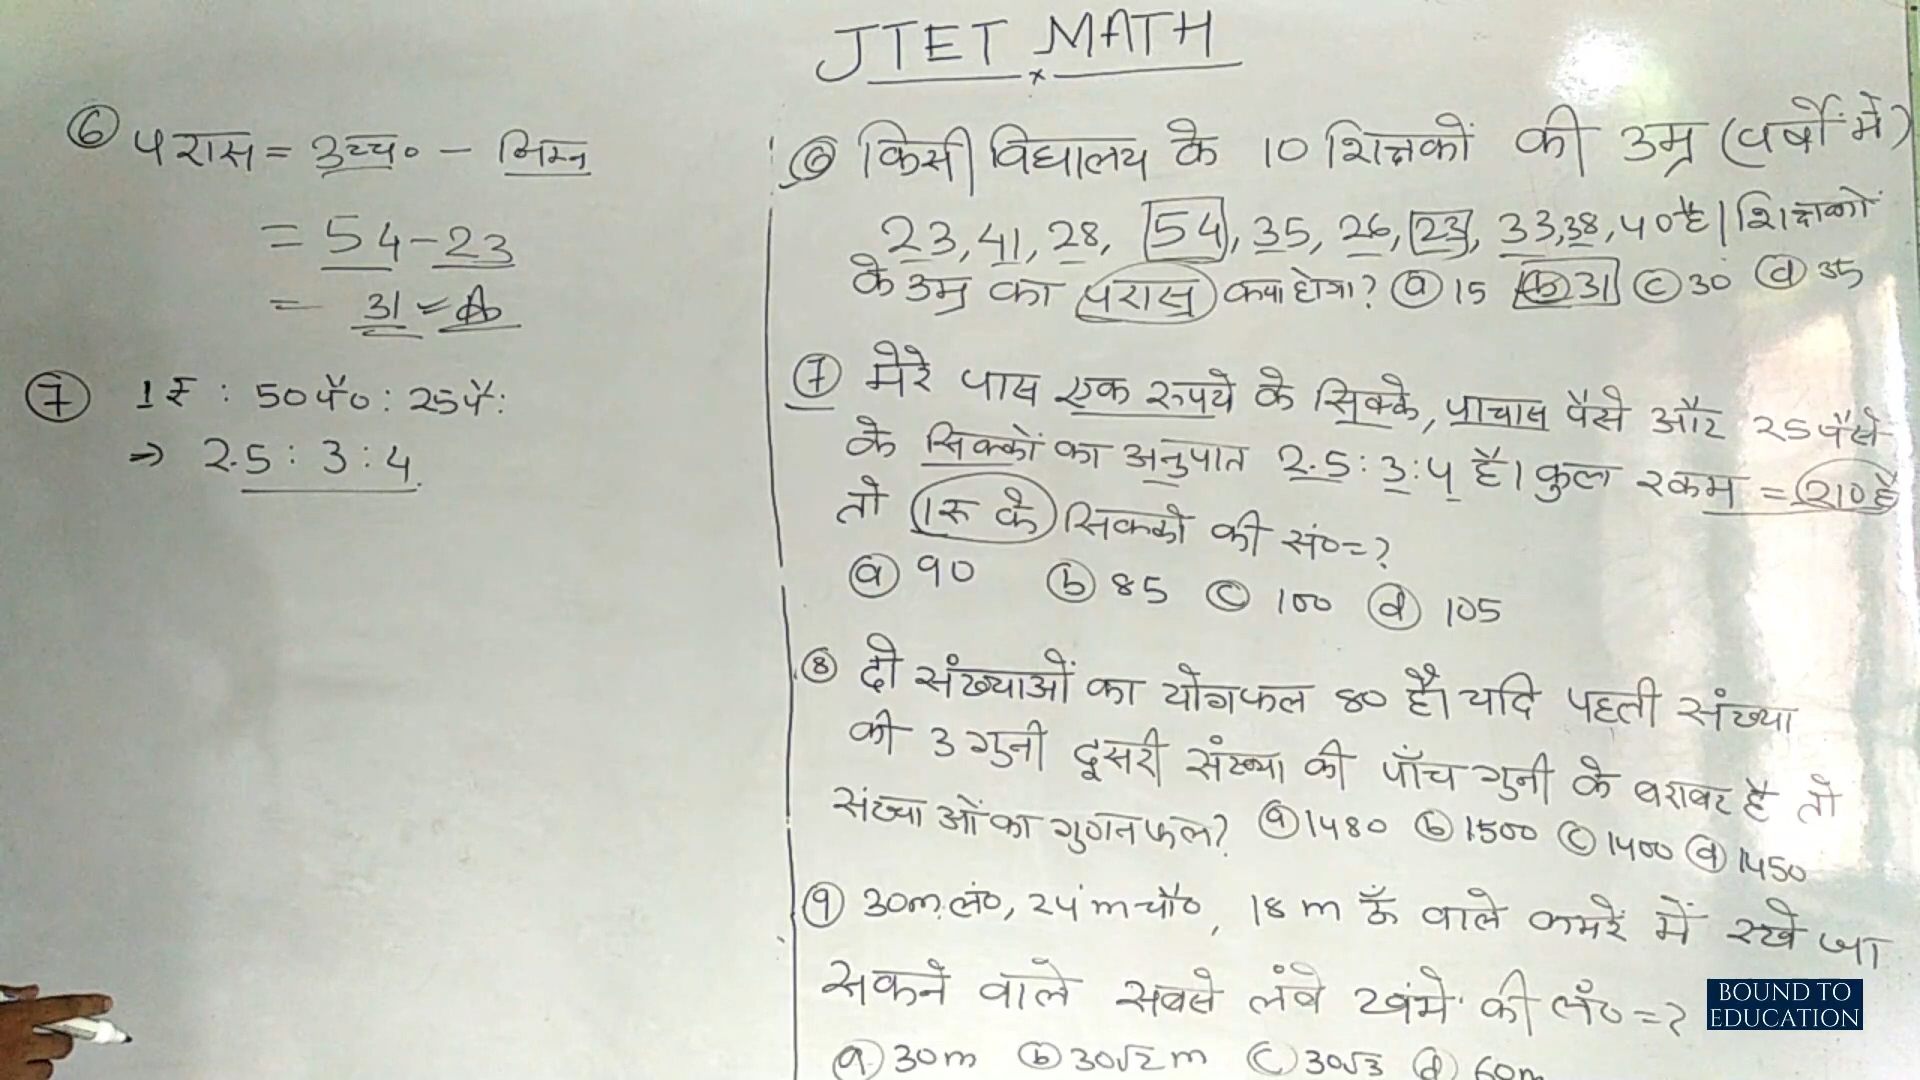 JTET MATH
⑥ परास = उच्च० - निम्न
= 54-23
= 31
⑦ 1₹ : 50पै० : 25पै:
⇒ 2.5 : 3 : 4
⑥ किसी विद्यालय के 10 शिक्षकों की उम्र (वर्षों में)
23, 41, 28, 54, 35, 26, 23, 33, 38, 40 है। शिक्षकों
के उम्र का परास क्या होगा? ⓐ 15 ⓑ 31 ⓒ 30 ⓓ 35
⑦ मेरे पास एक रुपये के सिक्के, पाचास पैसे और 25 पैसे
के सिक्कों का अनुपात 2.5 : 3 : 4 है। कुल रकम = 210 है
तो 1रू के सिक्को की सं०=?
ⓐ 90 ⓑ 85 ⓒ 100 ⓓ 105
⑧ दो संख्याओं का योगफल 80 है। यदि पहली संख्या
की 3 गुनी दूसरी संख्या की पाँच गुनी के बराबर है तो
संख्याओं का गुणनफल? ⓐ 1480 ⓑ 1500 ⓒ 1400 ⓓ 1450
⑨ 30m लं०, 24m चौ०, 18m ऊँ वाले कमरे में रखे जा
सकने वाले सबसे लंबे खंभे की लं०=?
ⓐ 30m ⓑ 30√2 m ⓒ 30√3 ⓓ 60m
BOUND TO
EDUCATION